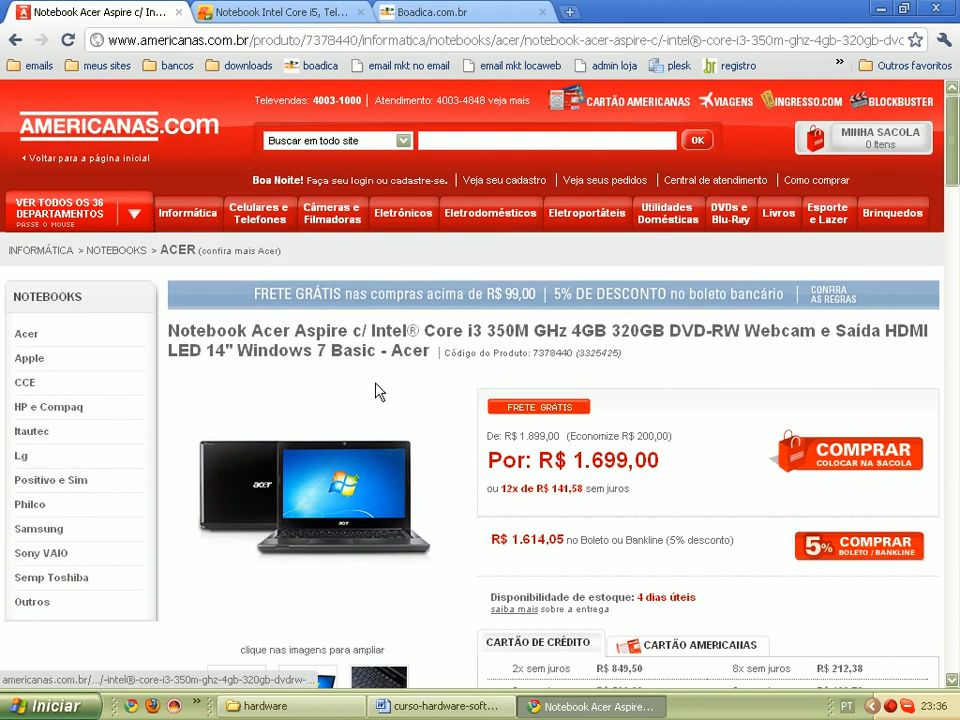 Notebook Acer Aspire c/ In...
Notebook Intel Core i5, Tel...
Boadica.com.br
www.americanas.com.br/produto/7378440/informatica/notebooks/acer/notebook-acer-aspire-c/-intel®-core-i3-350m-ghz-4gb-320gb-dvd
emails meus sites bancos downloads boadica email mkt no email email mkt locaweb admin loja plesk registro » Outros favoritos
Televendas: 4003-1000 | Atendimento: 4003-4848 veja mais CARTÃO AMERICANAS VIAGENS INGRESSO.COM BLOCKBUSTER
AMERICANAS.COM
Buscar em todo site
OK
MINHA SACOLA
0 Itens
Voltar para a página inicial
Boa Noite! Faça seu login ou cadastre-se. | Veja seu cadastro | Veja seus pedidos | Central de atendimento | Como comprar
VER TODOS OS 36
DEPARTAMENTOS
PASSE O MOUSE
Informática
Celulares e
Telefones
Câmeras e
Filmadoras
Eletrônicos
Eletrodomésticos
Eletroportáteis
Utilidades
Domésticas
DVDs e
Blu-Ray
Livros
Esporte
e Lazer
Brinquedos
INFORMÁTICA > NOTEBOOKS > ACER (confira mais Acer)
NOTEBOOKS
Acer
Apple
CCE
HP e Compaq
Itautec
Lg
Positivo e Sim
Philco
Samsung
Sony VAIO
Semp Toshiba
Outros
FRETE GRÁTIS nas compras acima de R$ 99,00 | 5% DE DESCONTO no boleto bancário
CONFIRA
AS REGRAS
Notebook Acer Aspire c/ Intel® Core i3 350M GHz 4GB 320GB DVD-RW Webcam e Saída HDMI
LED 14" Windows 7 Basic - Acer | Código do Produto: 7378440 (3325425)
acer
acer
clique nas imagens para ampliar
FRETE GRÁTIS
De: R$ 1.899,00 (Economize R$ 200,00)
Por: R$ 1.699,00
ou 12x de R$ 141,58 sem juros
COMPRAR
COLOCAR NA SACOLA
R$ 1.614,05 no Boleto ou Bankline (5% desconto)
5% COMPRAR
BOLETO / BANKLINE
Disponibilidade de estoque: 4 dias úteis
saiba mais sobre a entrega
CARTÃO DE CRÉDITO
CARTÃO AMERICANAS
2x sem juros R$ 849,50 8x sem juros R$ 212,38
americanas.com.br/.../-intel®-core-i3-350m-ghz-4gb-320gb-dvdrw-...
Iniciar
»
hardware
curso-hardware-soft...
Notebook Acer Aspire...
PT
23:36